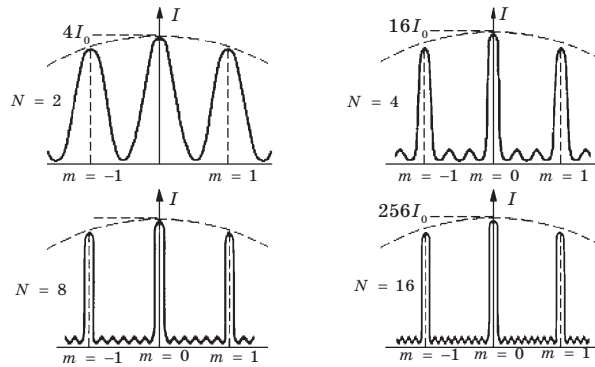 I
4I₀
N = 2
m = –1 m = 1
I
16I₀
N = 4
m = –1 m = 0 m = 1
I
N = 8
m = –1 m = 0 m = 1
I
256I₀
N = 16
m = –1 m = 0 m = 1